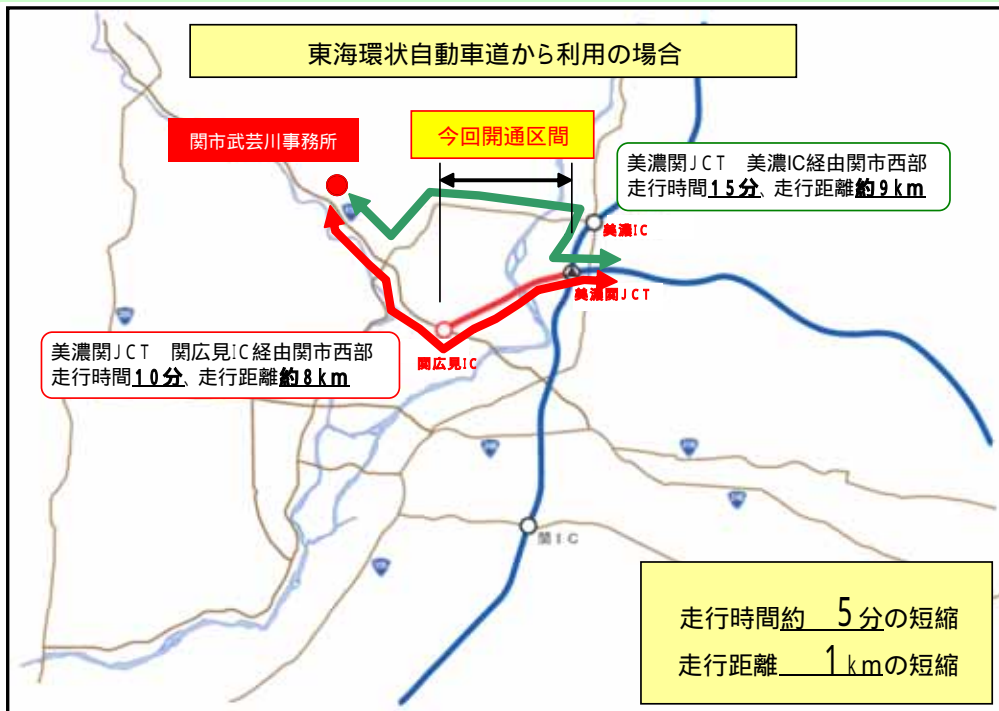 東海環状自動車道から利用の場合
関市武芸川事務所
今回開通区間
美濃関JCT　美濃IC経由関市西部
走行時間15分、走行距離約9km
美濃IC
美濃関JCT
関広見IC
美濃関JCT　関広見IC経由関市西部
走行時間10分、走行距離約8km
関IC
走行時間約　5分の短縮
走行距離　1kmの短縮